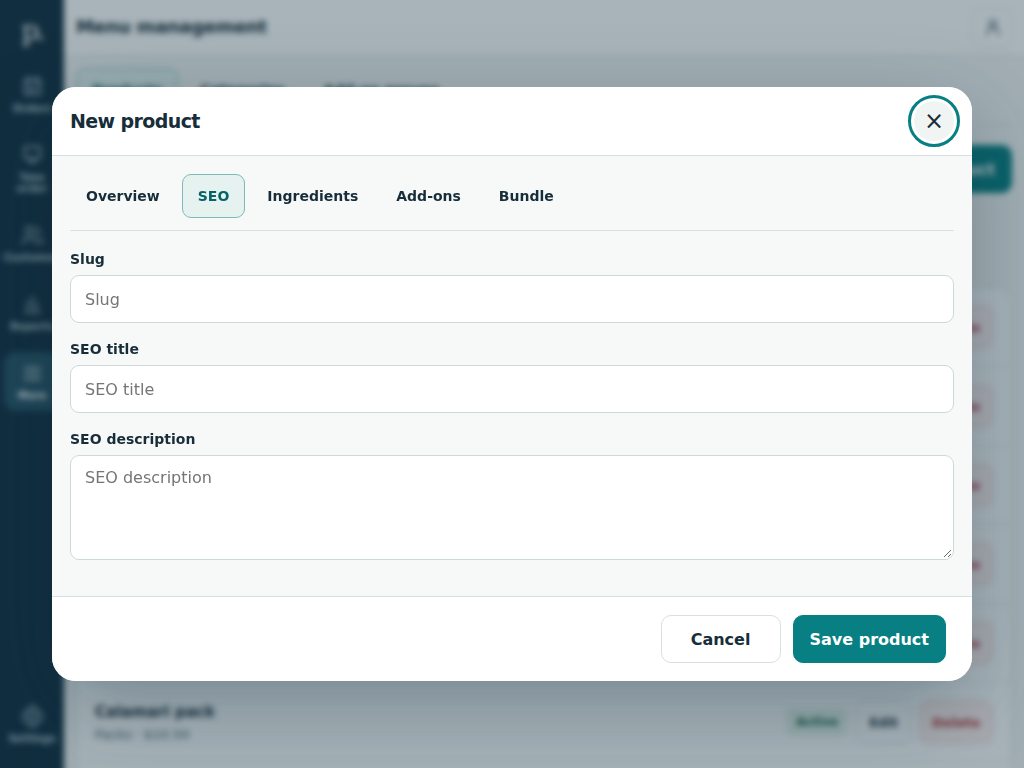 Menu management
New product
Overview
SEO
Ingredients
Add-ons
Bundle
Slug
Slug
SEO title
SEO title
SEO description
SEO description
Cancel
Save product
Calamari pack
Active
Edit
Delete